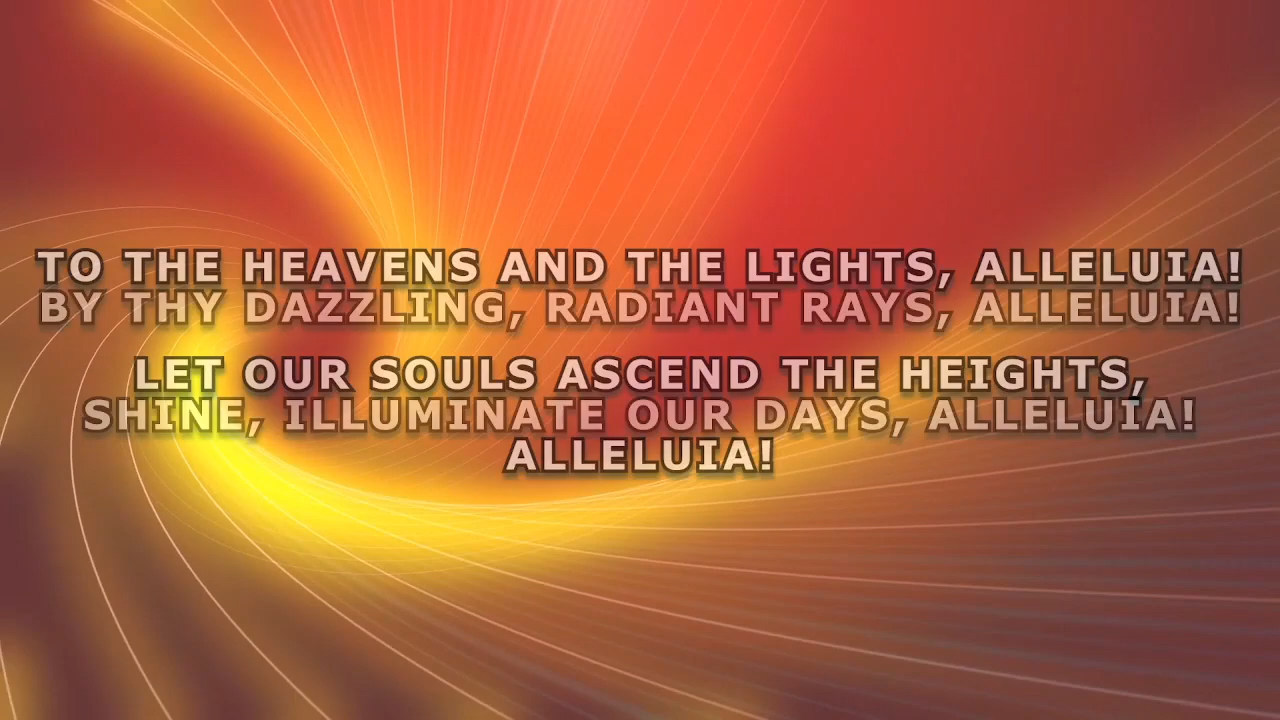 TO THE HEAVENS AND THE LIGHTS, ALLELUIA!
BY THY DAZZLING, RADIANT RAYS, ALLELUIA!
LET OUR SOULS ASCEND THE HEIGHTS,
SHINE, ILLUMINATE OUR DAYS, ALLELUIA!
ALLELUIA!